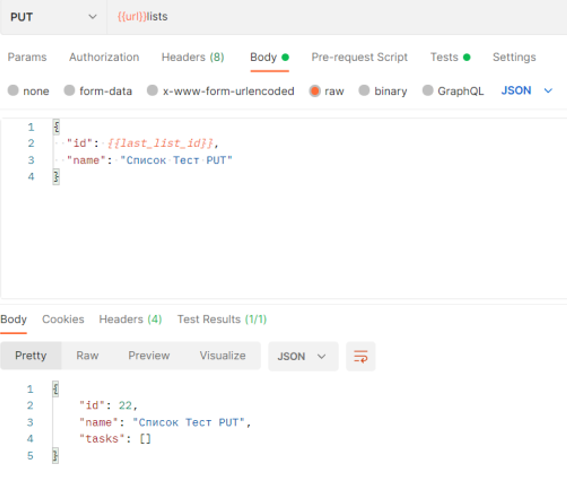 PUT {{url}}lists
Params Authorization Headers (8) Body Pre-request Script Tests Settings
none form-data x-www-form-urlencoded raw binary GraphQL JSON
1 {
2 "id": {{last_list_id}},
3 "name": "Список Тест PUT"
4 }
Body Cookies Headers (4) Test Results (1/1)
Pretty Raw Preview Visualize JSON
1 {
2 "id": 22,
3 "name": "Список Тест PUT",
4 "tasks": []
5 }